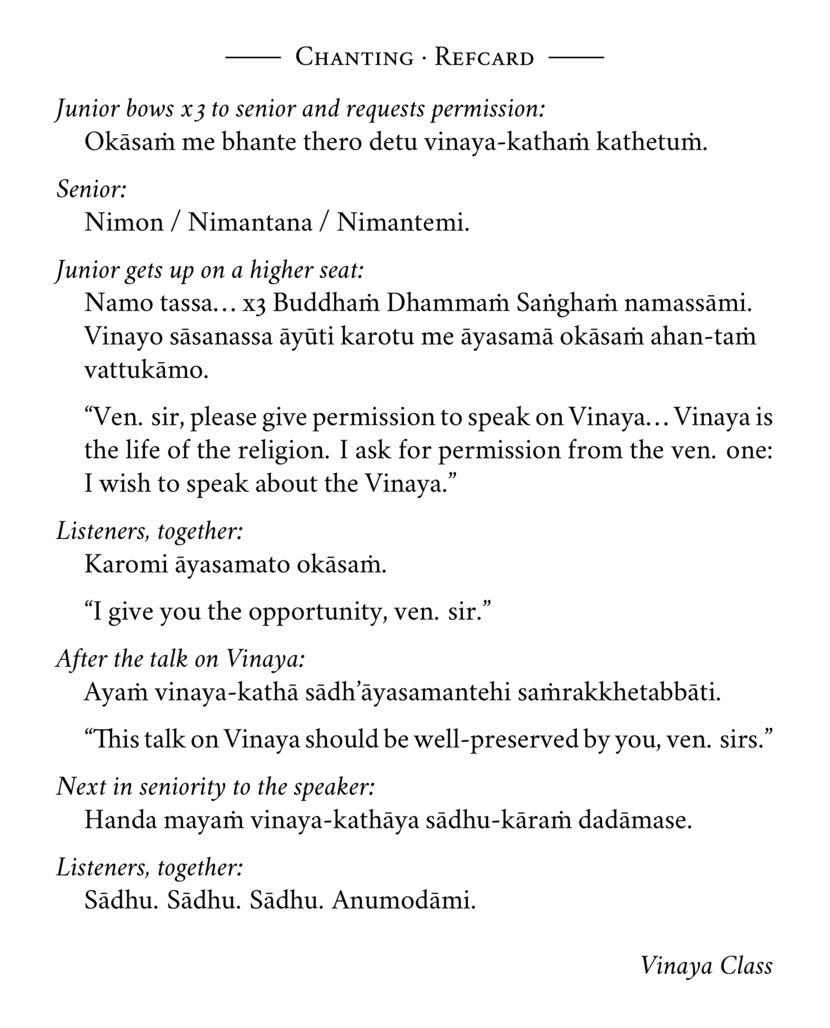 Chanting · Refcard
Junior bows x3 to senior and requests permission:
Okāsaṁ me bhante thero detu vinaya-kathaṁ kathetuṁ.
Senior:
Nimon / Nimantana / Nimantemi.
Junior gets up on a higher seat:
Namo tassa… x3 Buddhaṁ Dhammaṁ Saṅghaṁ namassāmi.
Vinayo sāsanassa āyūti karotu me āyasamā okāsaṁ ahan-taṁ
vattukāmo.
“Ven. sir, please give permission to speak on Vinaya… Vinaya is
the life of the religion. I ask for permission from the ven. one:
I wish to speak about the Vinaya.”
Listeners, together:
Karomi āyasamato okāsaṁ.
“I give you the opportunity, ven. sir.”
After the talk on Vinaya:
Ayaṁ vinaya-kathā sādh’āyasamantehi saṁrakkhetabbāti.
“This talk on Vinaya should be well-preserved by you, ven. sirs.”
Next in seniority to the speaker:
Handa mayaṁ vinaya-kathāya sādhu-kāraṁ dadāmase.
Listeners, together:
Sādhu. Sādhu. Sādhu. Anumodāmi.
Vinaya Class